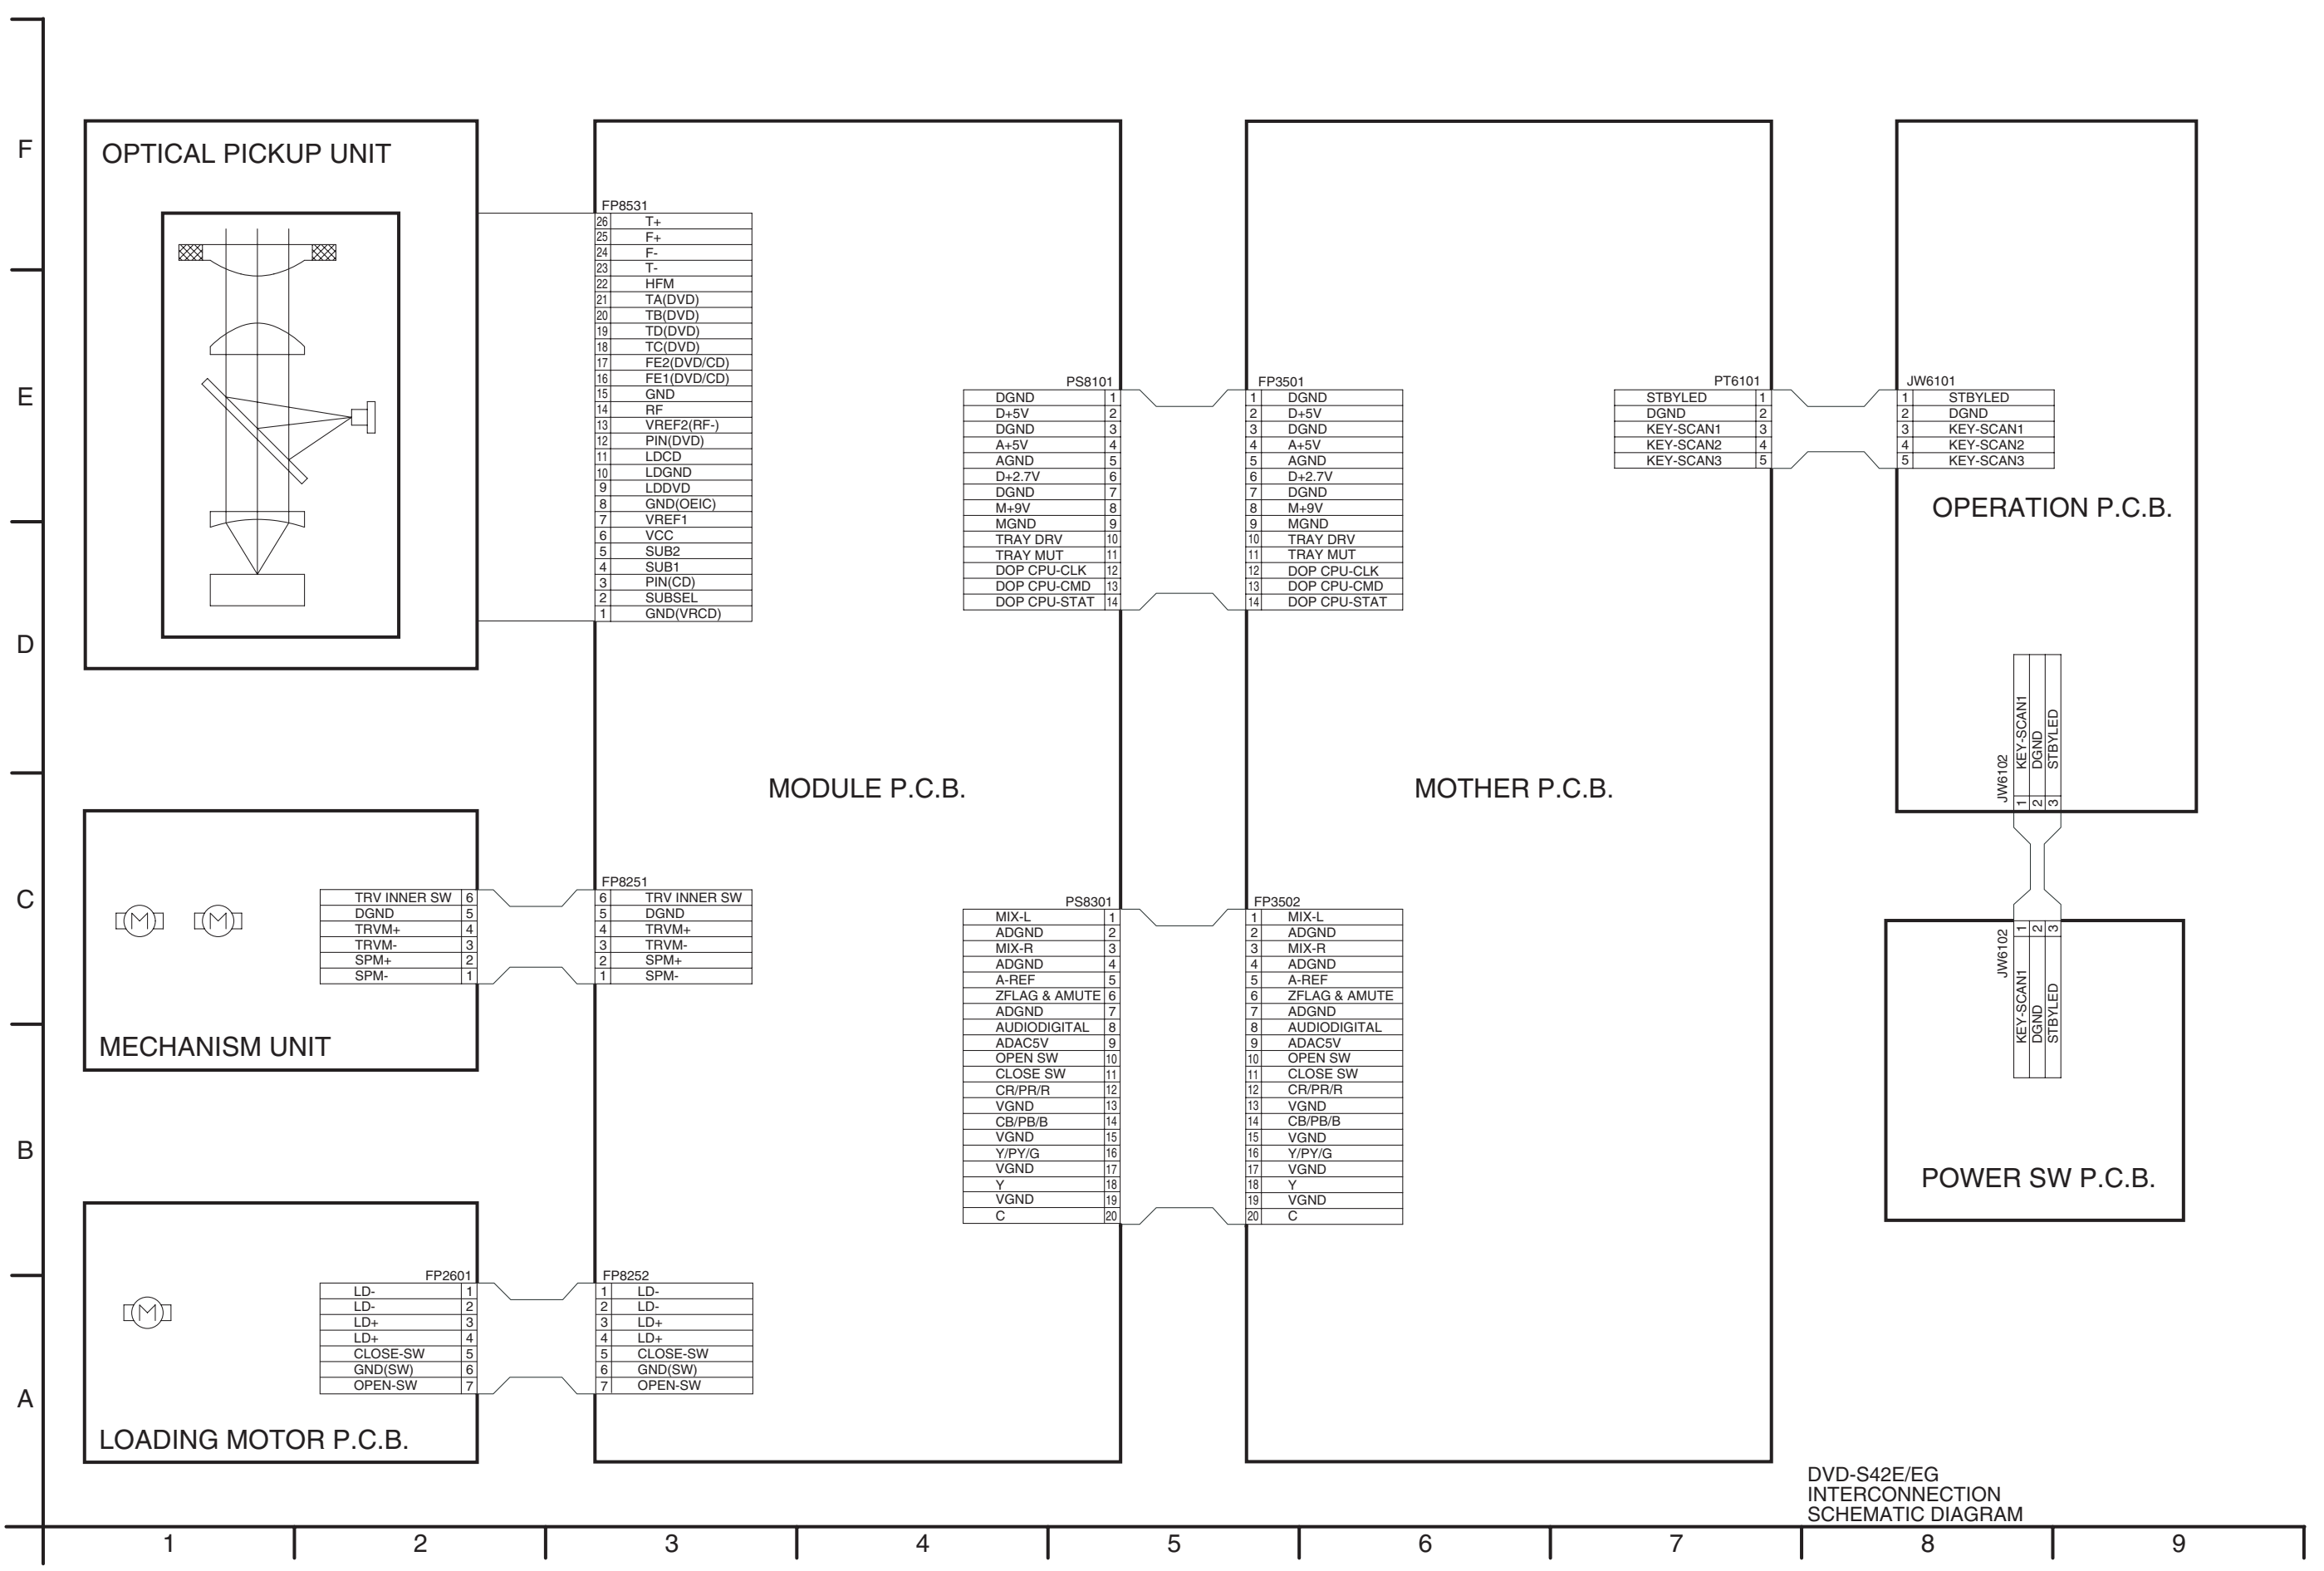 F
E
D
C
B
A
OPTICAL PICKUP UNIT
FP8531
26 T+
25 F+
24 F-
23 T-
22 HFM
21 TA(DVD)
20 TB(DVD)
19 TD(DVD)
18 TC(DVD)
17 FE2(DVD/CD)
16 FE1(DVD/CD)
15 GND
14 RF
13 VREF2(RF-)
12 PIN(DVD)
11 LDCD
10 LDGND
9 LDDVD
8 GND(OEIC)
7 VREF1
6 VCC
5 SUB2
4 SUB1
3 PIN(CD)
2 SUBSEL
1 GND(VRCD)
MODULE P.C.B.
M M
TRV INNER SW 6
DGND 5
TRVM+ 4
TRVM- 3
SPM+ 2
SPM- 1
MECHANISM UNIT
FP8251
6 TRV INNER SW
5 DGND
4 TRVM+
3 TRVM-
2 SPM+
1 SPM-
M
FP2601
LD- 1
LD- 2
LD+ 3
LD+ 4
CLOSE-SW 5
GND(SW) 6
OPEN-SW 7
LOADING MOTOR P.C.B.
FP8252
1 LD-
2 LD-
3 LD+
4 LD+
5 CLOSE-SW
6 GND(SW)
7 OPEN-SW
PS8101
DGND 1
D+5V 2
DGND 3
A+5V 4
AGND 5
D+2.7V 6
DGND 7
M+9V 8
MGND 9
TRAY DRV 10
TRAY MUT 11
DOP CPU-CLK 12
DOP CPU-CMD 13
DOP CPU-STAT 14
FP3501
1 DGND
2 D+5V
3 DGND
4 A+5V
5 AGND
6 D+2.7V
7 DGND
8 M+9V
9 MGND
10 TRAY DRV
11 TRAY MUT
12 DOP CPU-CLK
13 DOP CPU-CMD
14 DOP CPU-STAT
MOTHER P.C.B.
PS8301
MIX-L 1
ADGND 2
MIX-R 3
ADGND 4
A-REF 5
ZFLAG & AMUTE 6
ADGND 7
AUDIODIGITAL 8
ADAC5V 9
OPEN SW 10
CLOSE SW 11
CR/PR/R 12
VGND 13
CB/PB/B 14
VGND 15
Y/PY/G 16
VGND 17
Y 18
VGND 19
C 20
FP3502
1 MIX-L
2 ADGND
3 MIX-R
4 ADGND
5 A-REF
6 ZFLAG & AMUTE
7 ADGND
8 AUDIODIGITAL
9 ADAC5V
10 OPEN SW
11 CLOSE SW
12 CR/PR/R
13 VGND
14 CB/PB/B
15 VGND
16 Y/PY/G
17 VGND
18 Y
19 VGND
20 C
PT6101
STBYLED 1
DGND 2
KEY-SCAN1 3
KEY-SCAN2 4
KEY-SCAN3 5
JW6101
1 STBYLED
2 DGND
3 KEY-SCAN1
4 KEY-SCAN2
5 KEY-SCAN3
OPERATION P.C.B.
JW6102
1 KEY-SCAN1
2 DGND
3 STBYLED
JW6102
KEY-SCAN1 1
DGND 2
STBYLED 3
POWER SW P.C.B.
DVD-S42E/EG
INTERCONNECTION
SCHEMATIC DIAGRAM
1 2 3 4 5 6 7 8 9